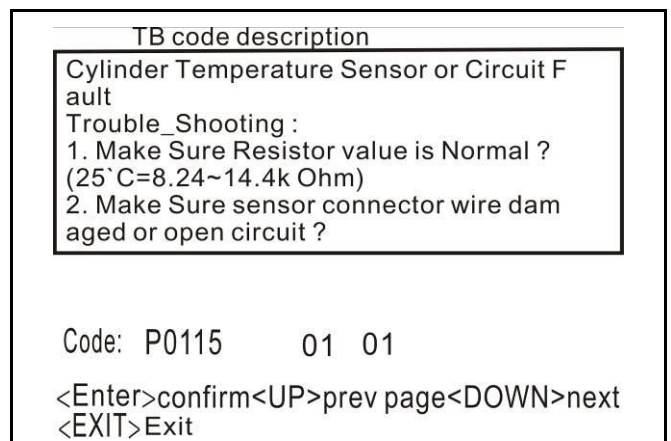 TB code description
Cylinder Temperature Sensor or Circuit F
ault
Trouble_Shooting :
1. Make Sure Resistor value is Normal ?
(25`C=8.24~14.4k Ohm)
2. Make Sure sensor connector wire dam
aged or open circuit ?
Code: P0115 01 01
<Enter>confirm<UP>prev page<DOWN>next
<EXIT>Exit